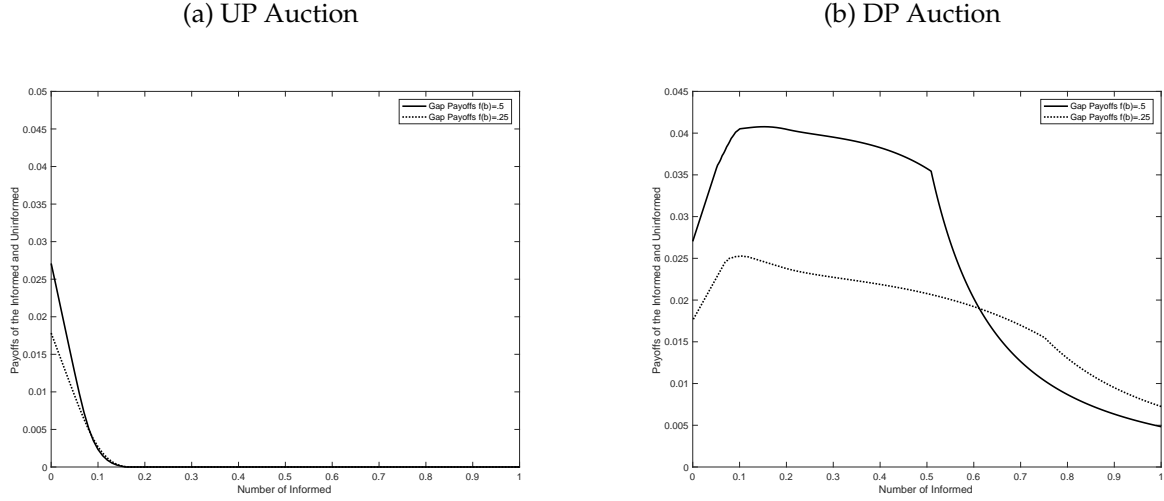 (a) UP Auction
0.05
0.045
0.04
0.035
0.03
0.025
0.02
0.015
0.01
0.005
0
Payoffs of the Informed and Uninformed
Gap Payoffs f(b)=.5
Gap Payoffs f(b)=.25
0 0.1 0.2 0.3 0.4 0.5 0.6 0.7 0.8 0.9 1
Number of Informed
(b) DP Auction
0.045
0.04
0.035
0.03
0.025
0.02
0.015
0.01
0.005
0
Payoffs of the Informed and Uninformed
Gap Payoffs f(b)=.5
Gap Payoffs f(b)=.25
0 0.1 0.2 0.3 0.4 0.5 0.6 0.7 0.8 0.9 1
Number of Informed